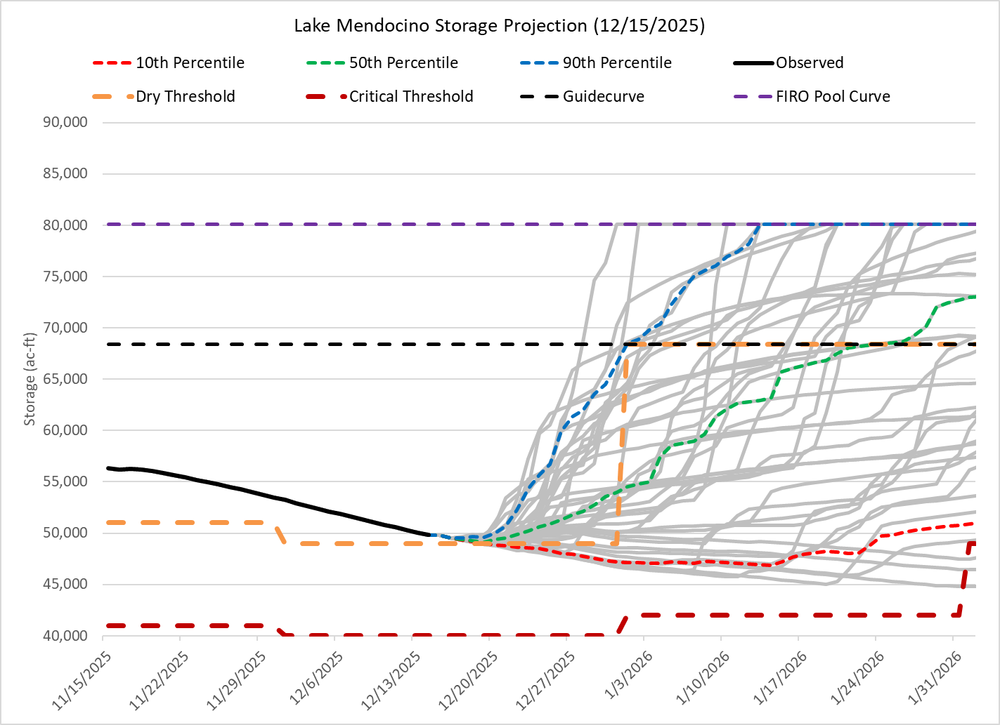 Lake Mendocino Storage Projection (12/15/2025)
10th Percentile 50th Percentile 90th Percentile Observed
Dry Threshold Critical Threshold Guidecurve FIRO Pool Curve
90,000
85,000
80,000
75,000
70,000
65,000
60,000
55,000
50,000
45,000
40,000
Storage (ac-ft)
11/15/2025 11/22/2025 11/29/2025 12/6/2025 12/13/2025 12/20/2025 12/27/2025 1/3/2026 1/10/2026 1/17/2026 1/24/2026 1/31/2026